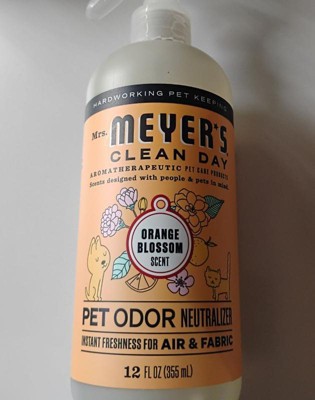 HARDWORKING PET KEEPING
Mrs. MEYER'S
CLEAN DAY
AROMATHERAPEUTIC PET CARE PRODUCTS
Scents designed with people & pets in mind.
ORANGE
BLOSSOM
SCENT
PET ODOR NEUTRALIZER
INSTANT FRESHNESS FOR AIR & FABRIC
12 FL OZ (355 mL)